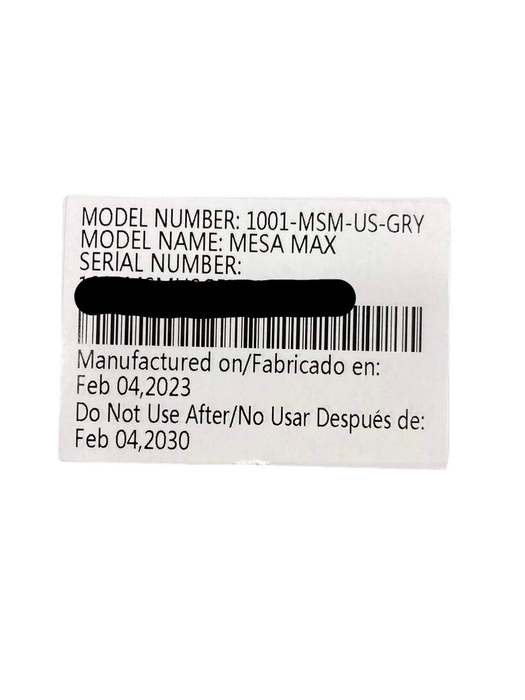 MODEL NUMBER: 1001-MSM-US-GRY
MODEL NAME: MESA MAX
SERIAL NUMBER:
Manufactured on/Fabricado en:
Feb 04,2023
Do Not Use After/No Usar Después de:
Feb 04,2030